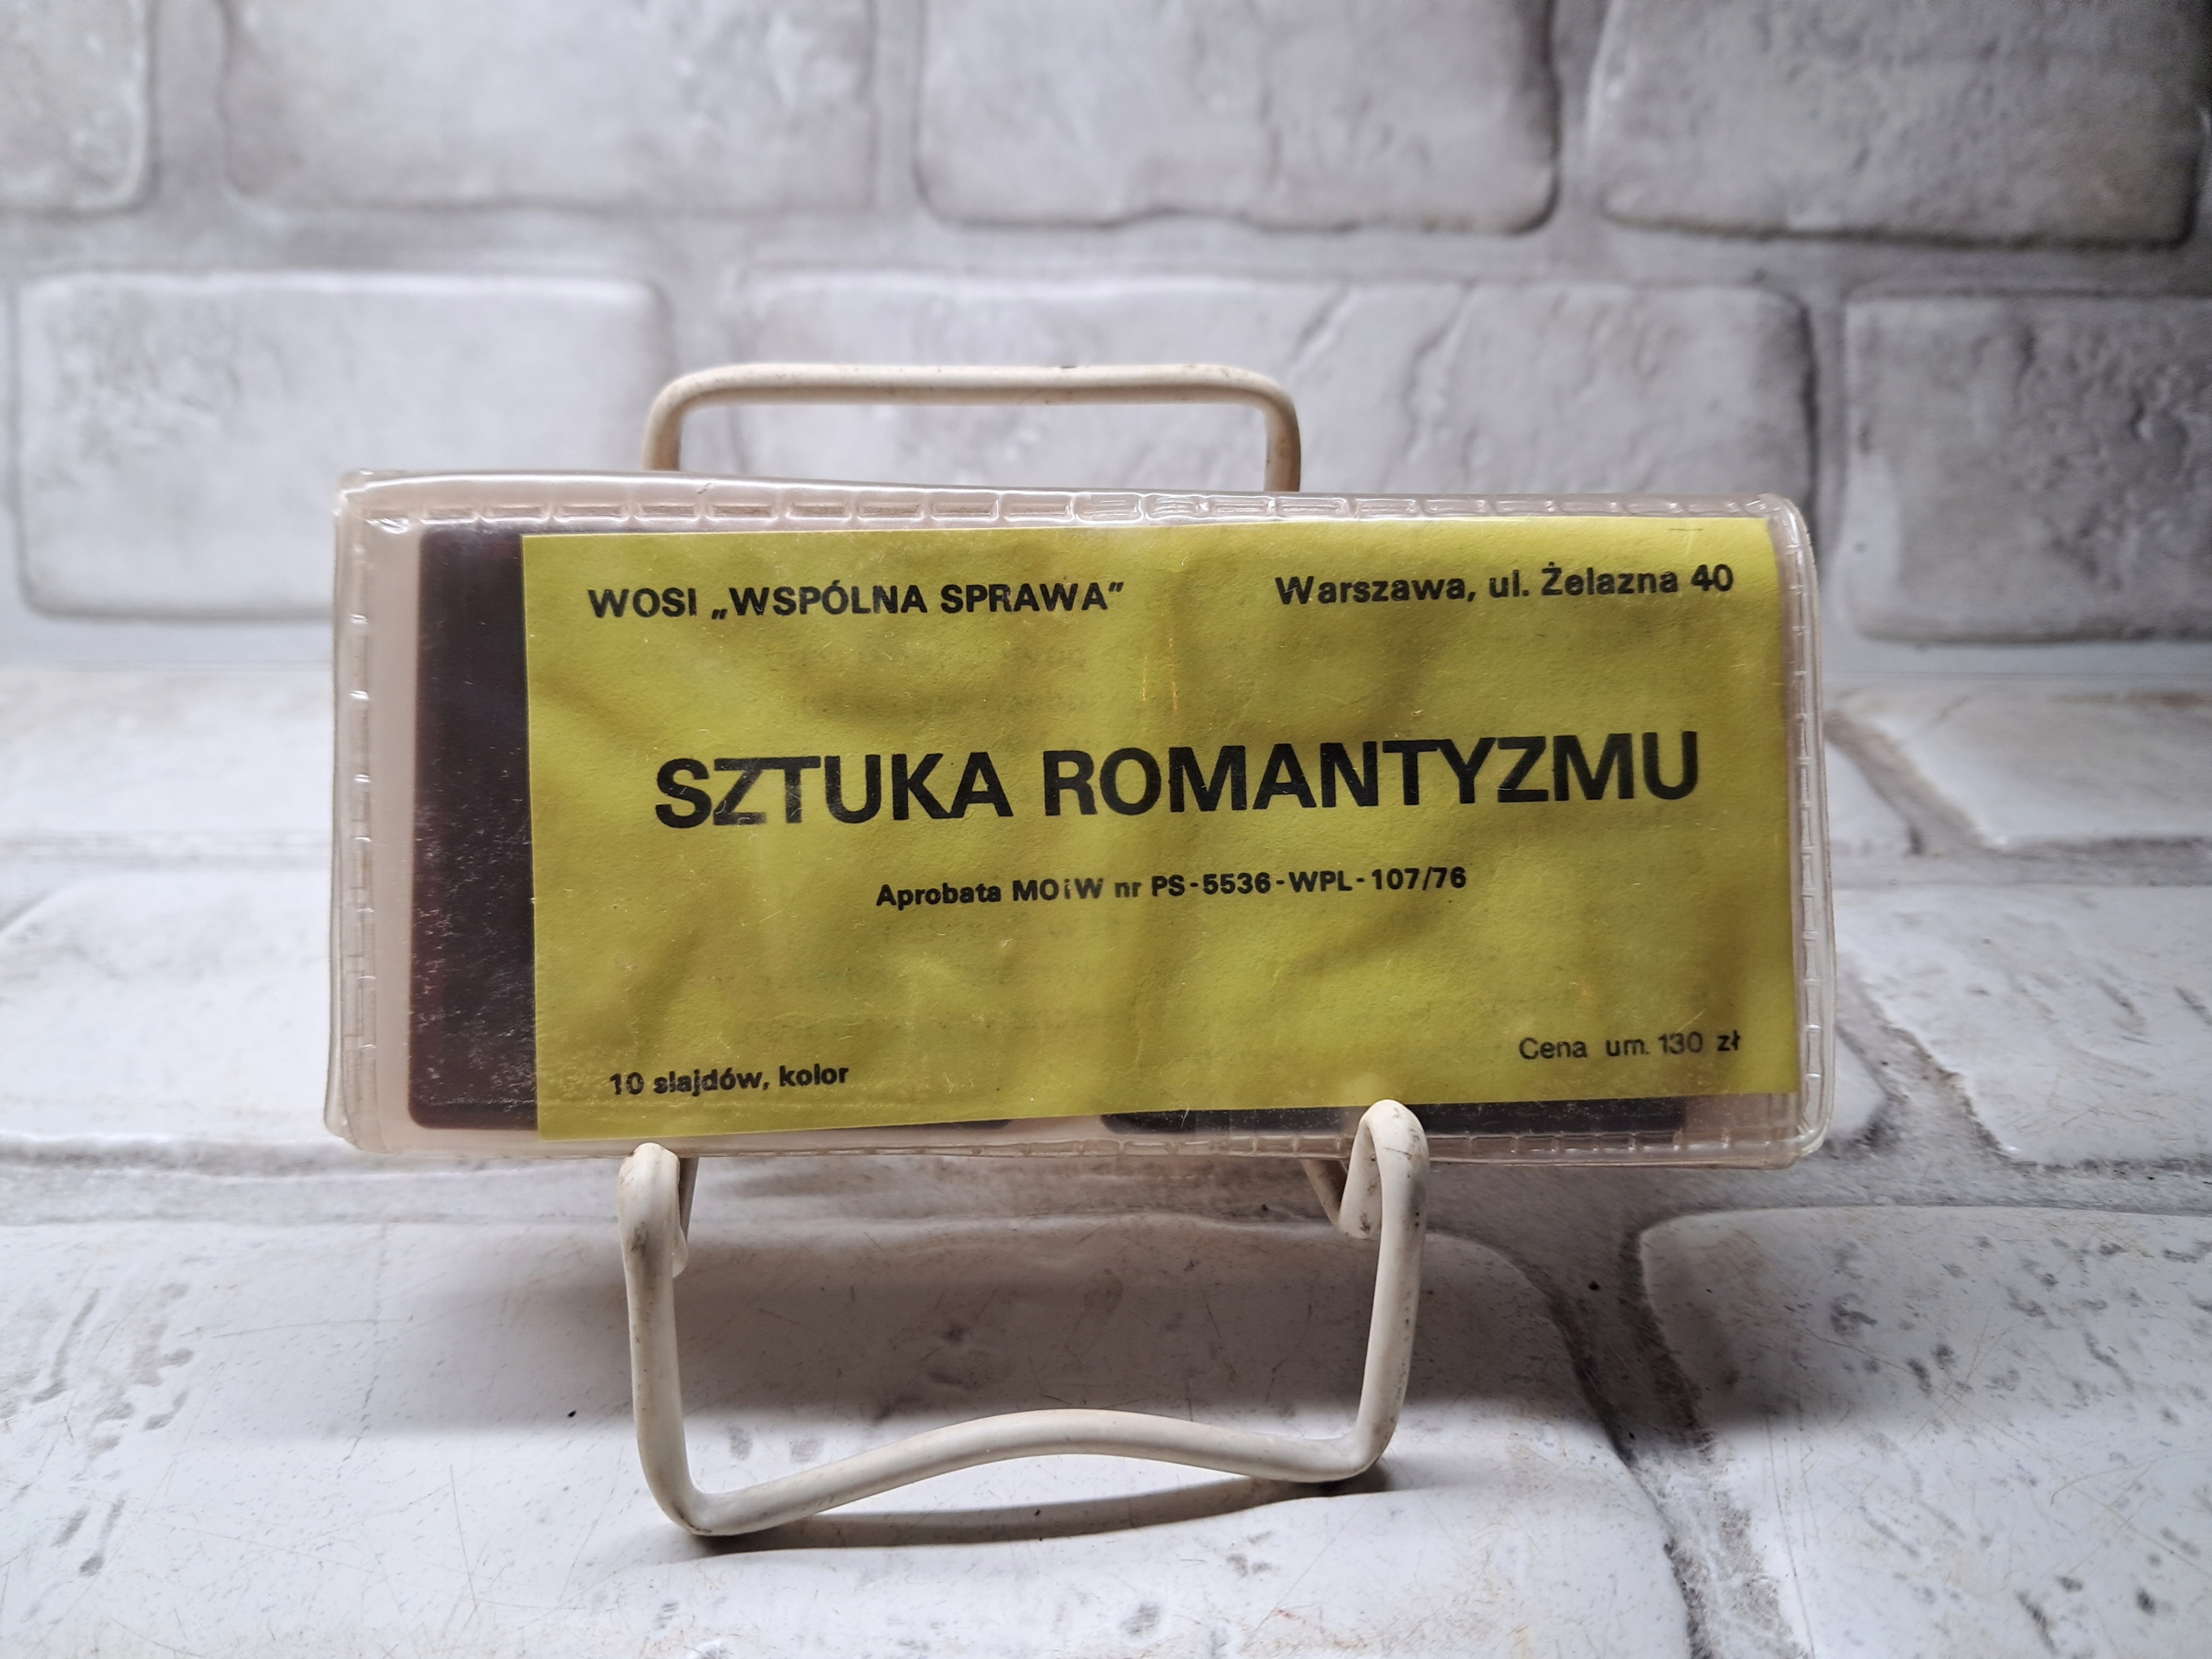 WOSI „WSPÓLNA SPRAWA” Warszawa, ul. Żelazna 40
SZTUKA ROMANTYZMU
Aprobata MOiW nr PS-5536-WPL-107/76
10 slajdów, kolor Cena um. 130 zł